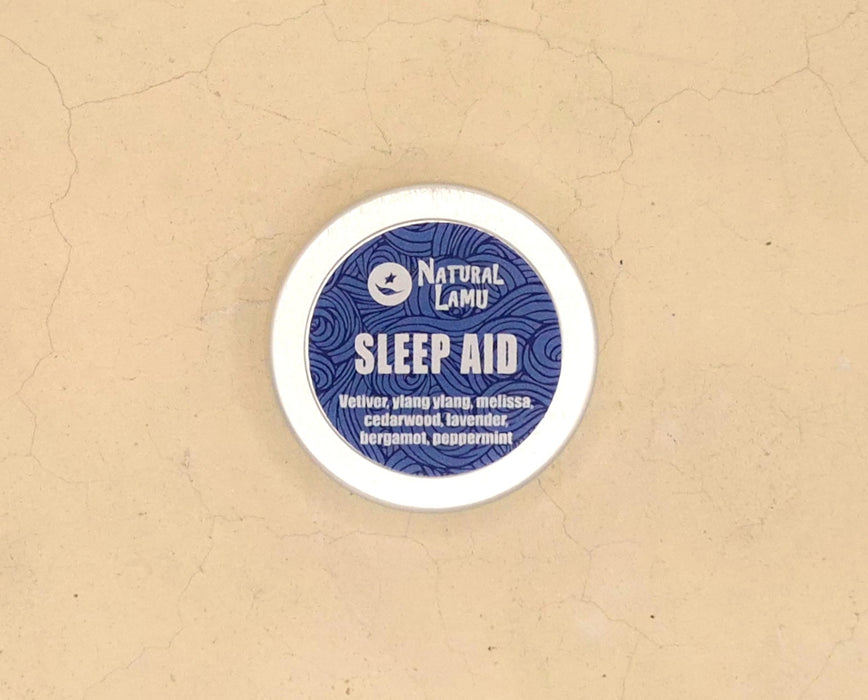 NATURAL
LAMU
SLEEP AID
Vetiver, ylang ylang, melissa,
cedarwood, lavender,
bergamot, peppermint